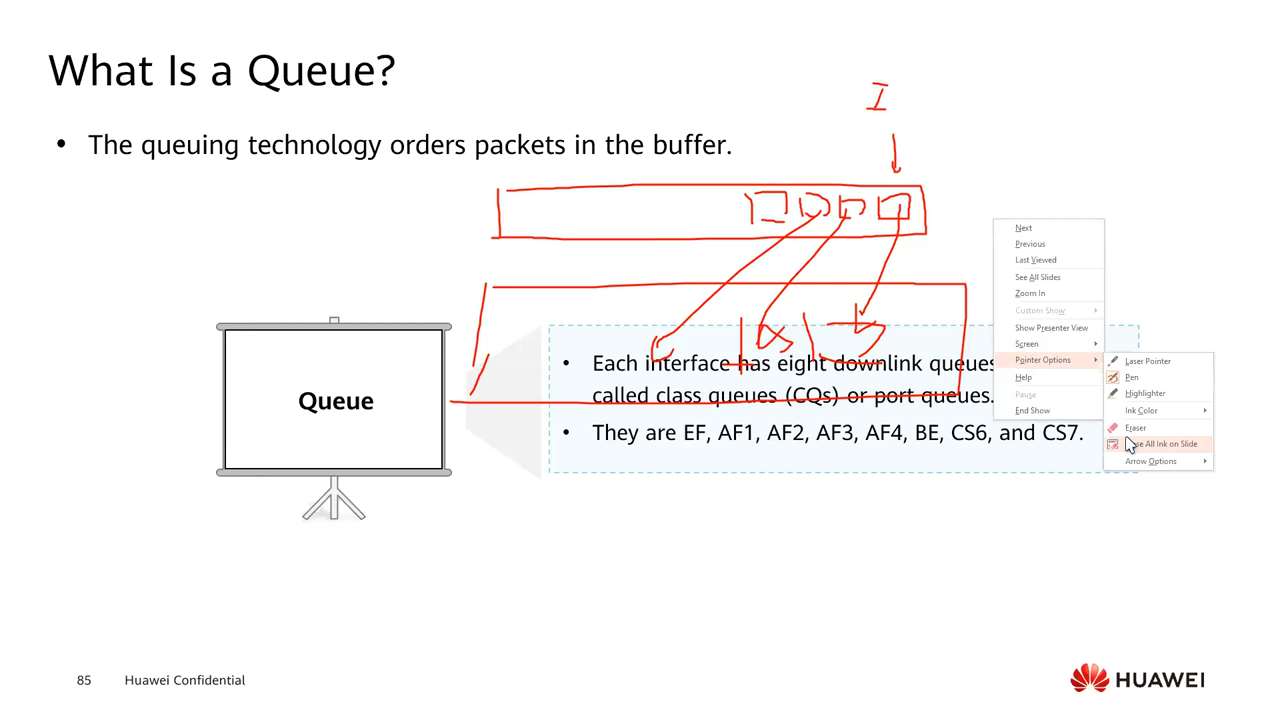 What Is a Queue?
I
• The queuing technology orders packets in the buffer.
Queue
• Each interface has eight downlink queues
called class queues (CQs) or port queues.
• They are EF, AF1, AF2, AF3, AF4, BE, CS6, and CS7.
Next
Previous
Last Viewed
See All Slides
Zoom In
Custom Show
Show Presenter View
Screen
Pointer Options
Help
Pause
End Show
Laser Pointer
Pen
Highlighter
Ink Color
Eraser
se All Ink on Slide
Arrow Options
85
Huawei Confidential
HUAWEI